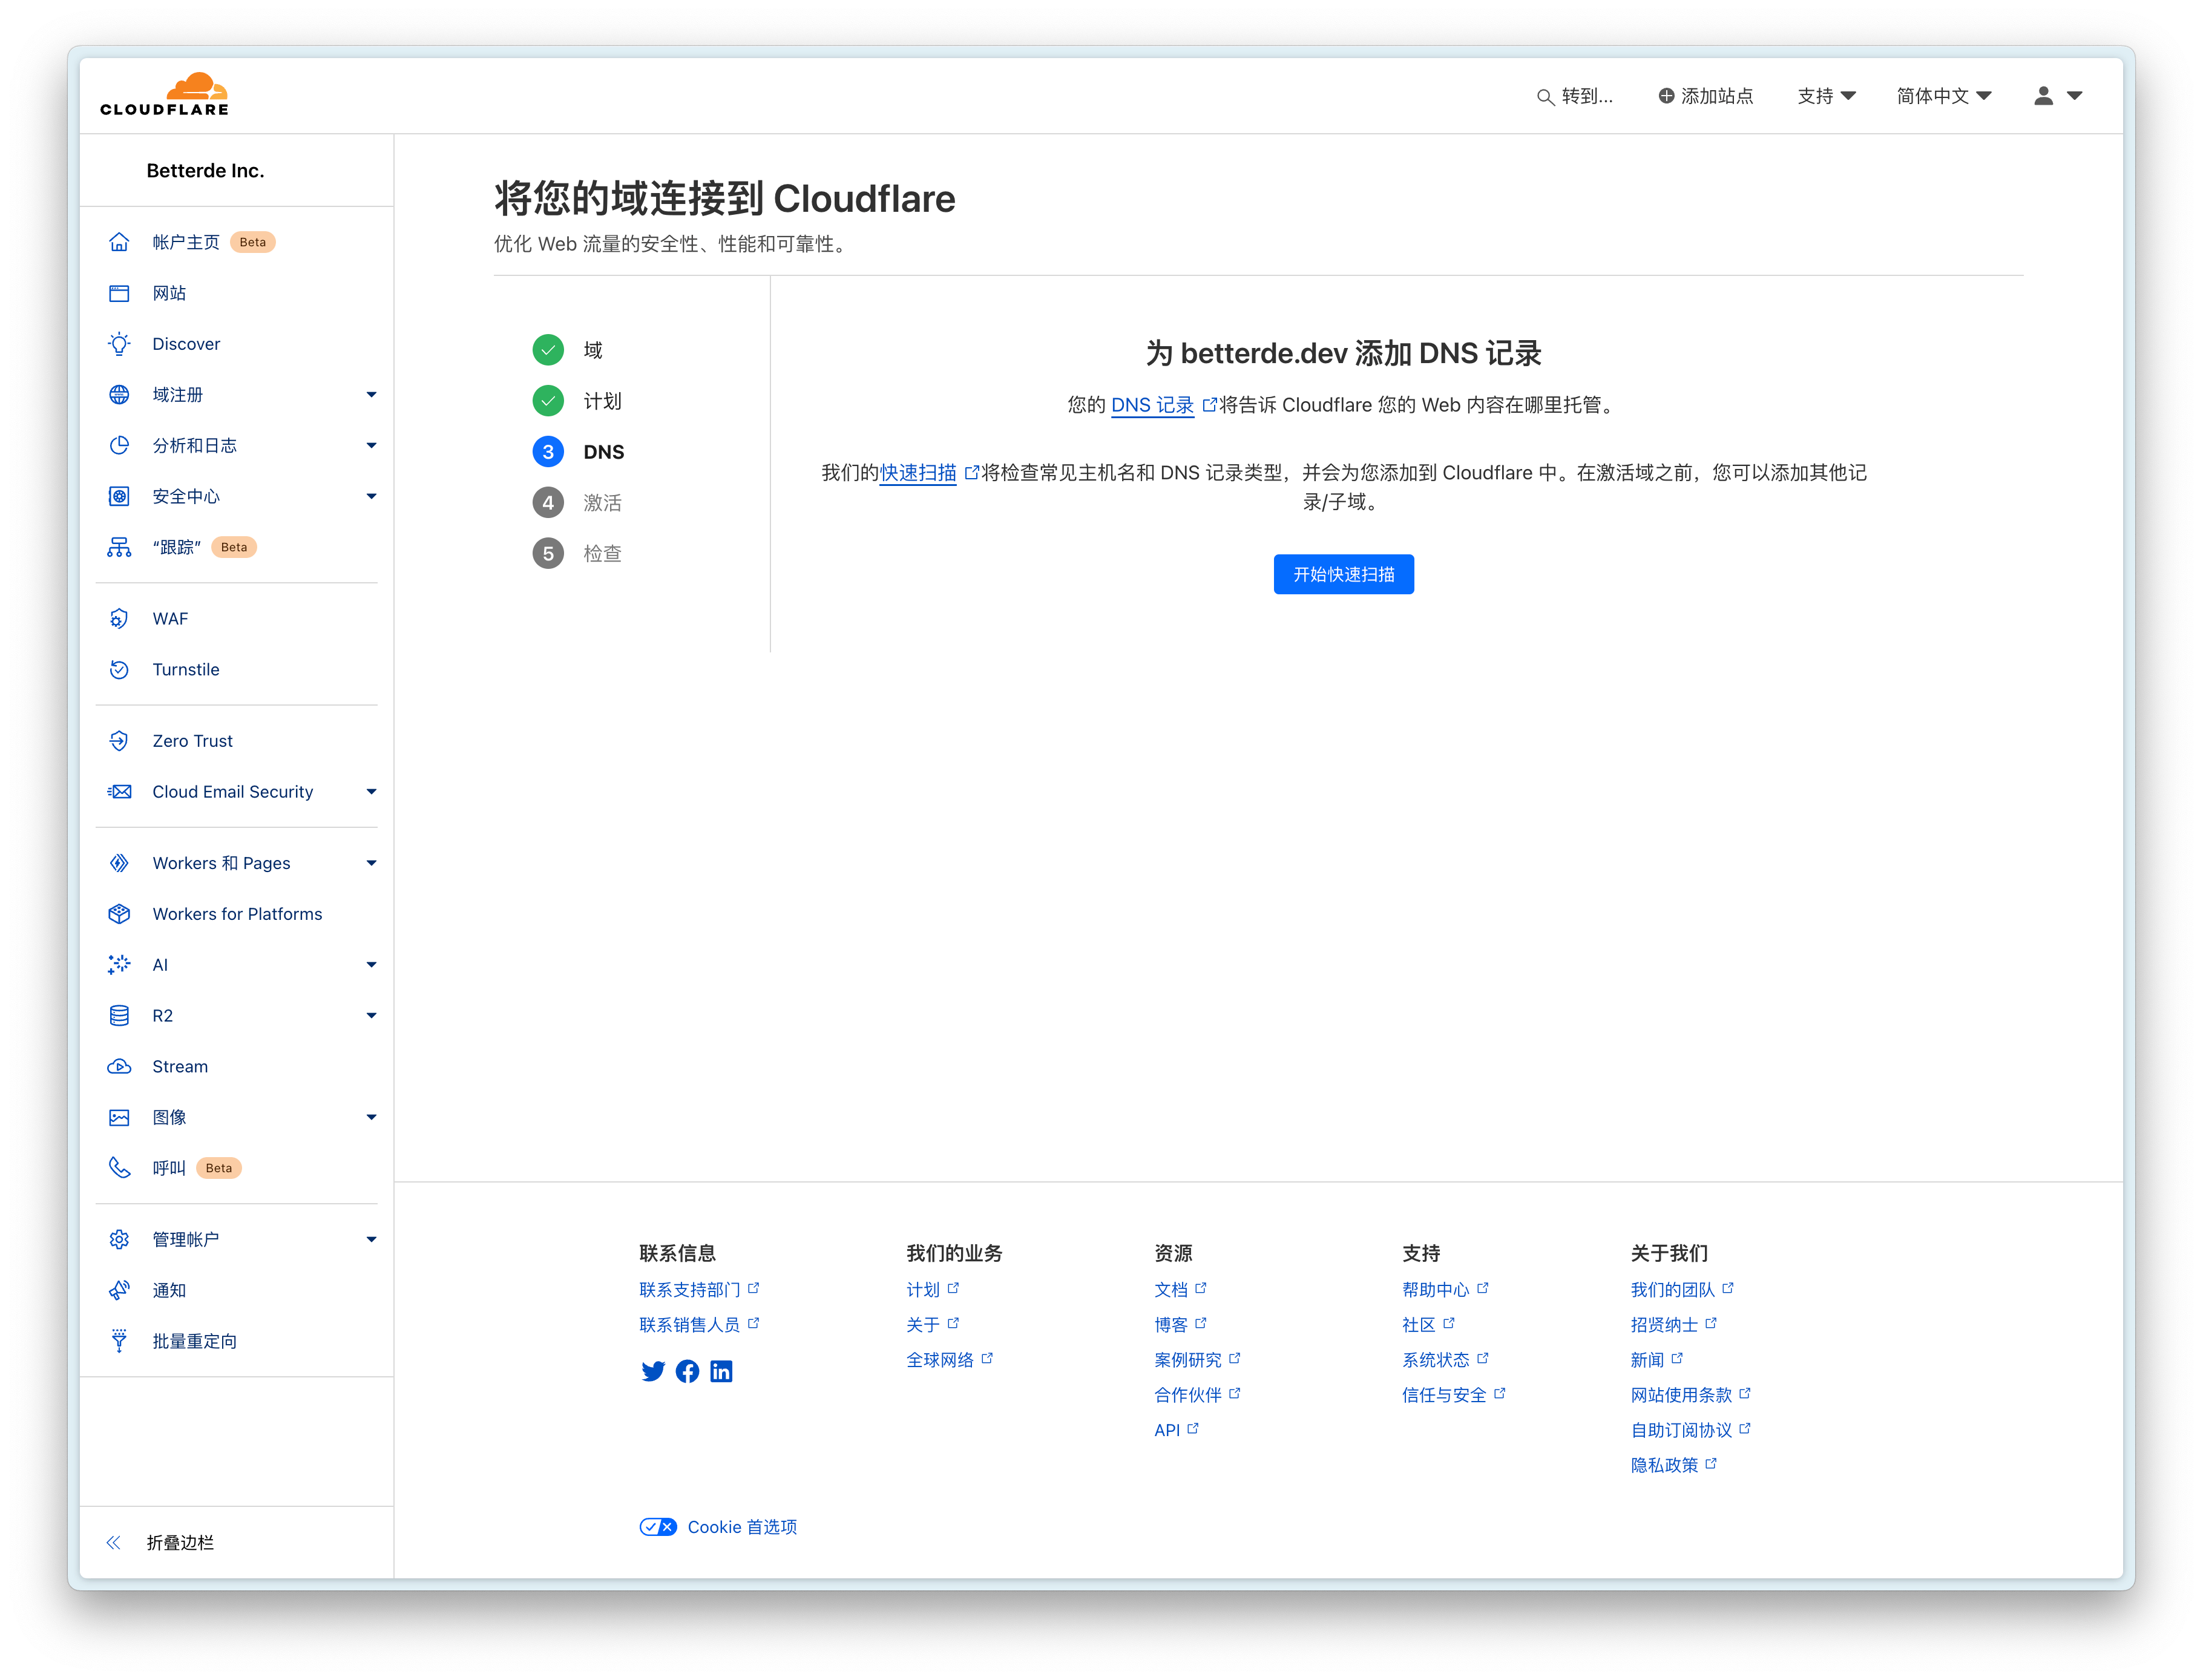 CLOUDFLARE
转到...
添加站点
支持
简体中文
Betterde Inc.
帐户主页 Beta
网站
Discover
域注册
分析和日志
安全中心
“跟踪” Beta
WAF
Turnstile
Zero Trust
Cloud Email Security
Workers 和 Pages
Workers for Platforms
AI
R2
Stream
图像
呼叫 Beta
管理帐户
通知
批量重定向
折叠边栏
将您的域连接到 Cloudflare
优化 Web 流量的安全性、性能和可靠性。
域
计划
3 DNS
4 激活
5 检查
为 betterde.dev 添加 DNS 记录
您的 DNS 记录 将告诉 Cloudflare 您的 Web 内容在哪里托管。
我们的快速扫描 将检查常见主机名和 DNS 记录类型，并会为您添加到 Cloudflare 中。在激活域之前，您可以添加其他记
录/子域。
开始快速扫描
联系信息
联系支持部门
联系销售人员
我们的业务
计划
关于
全球网络
资源
文档
博客
案例研究
合作伙伴
API
支持
帮助中心
社区
系统状态
信任与安全
关于我们
我们的团队
招贤纳士
新闻
网站使用条款
自助订阅协议
隐私政策
Cookie 首选项